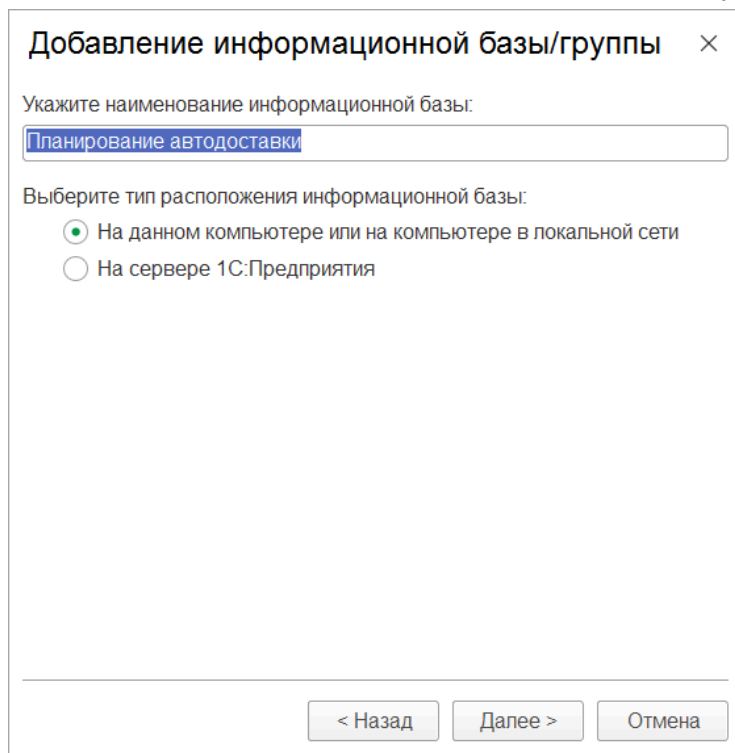 Добавление информационной базы/группы
Укажите наименование информационной базы:
Планирование автодоставки
Выберите тип расположения информационной базы:
На данном компьютере или на компьютере в локальной сети
На сервере 1С:Предприятия
< Назад Далее > Отмена